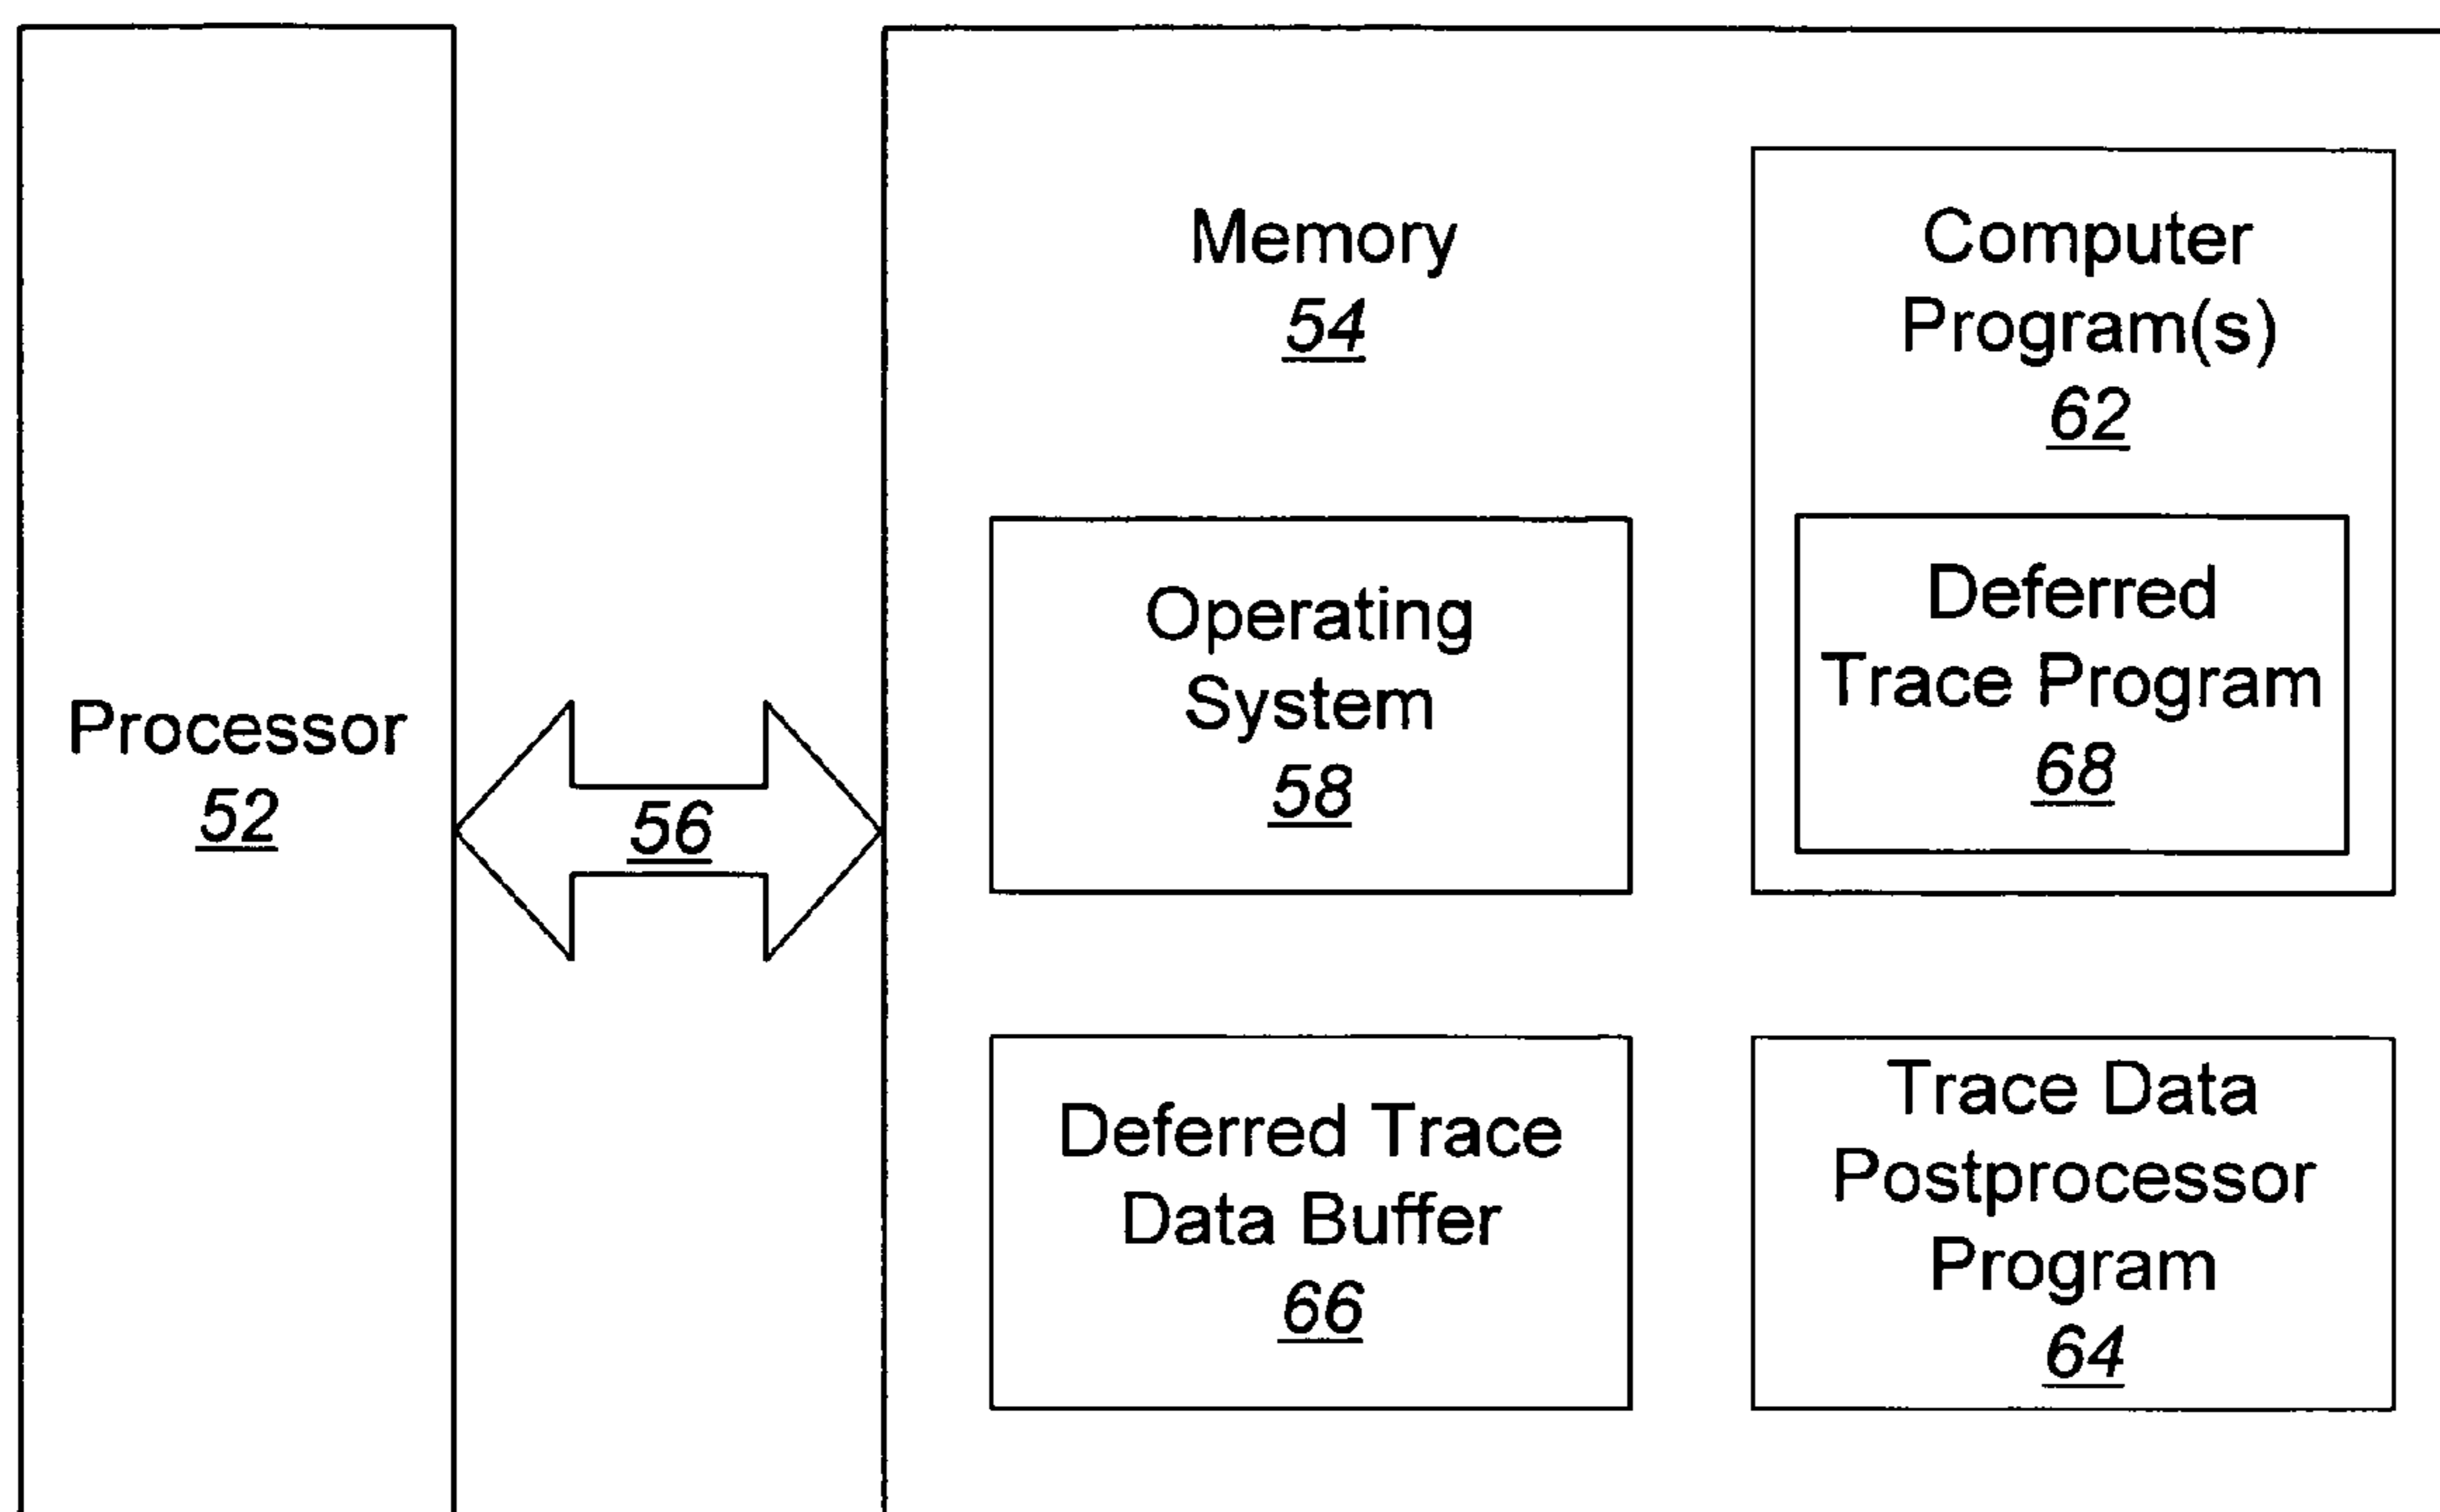 Processor
52
56
Memory
54
Computer
Program(s)
62
Operating
System
58
Deferred
Trace Program
68
Deferred Trace
Data Buffer
66
Trace Data
Postprocessor
Program
64